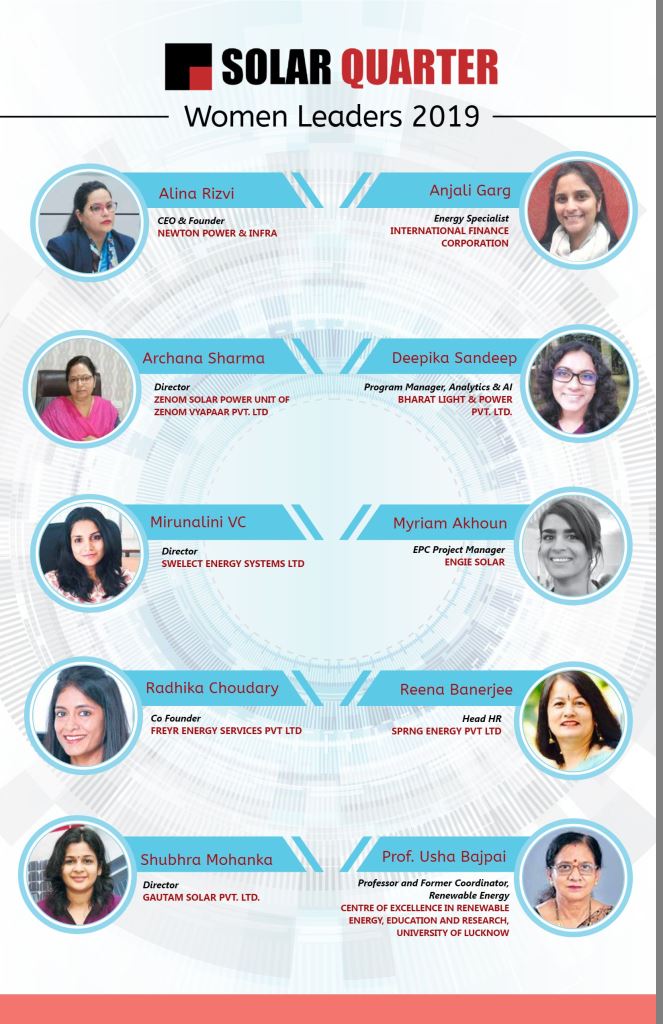 SOLAR QUARTER
Women Leaders 2019
Alina Rizvi
CEO & Founder
NEWTON POWER & INFRA
Anjali Garg
Energy Specialist
INTERNATIONAL FINANCE
CORPORATION
Archana Sharma
Director
ZENOM SOLAR POWER UNIT OF
ZENOM VYAPAAR PVT. LTD
Deepika Sandeep
Program Manager, Analytics & AI
BHARAT LIGHT & POWER
PVT. LTD.
Mirunalini VC
Director
SWELECT ENERGY SYSTEMS LTD
Myriam Akhoun
EPC Project Manager
ENGIE SOLAR
Radhika Choudary
Co Founder
FREYR ENERGY SERVICES PVT LTD
Reena Banerjee
Head HR
SPRNG ENERGY PVT LTD
Shubhra Mohanka
Director
GAUTAM SOLAR PVT. LTD.
Prof. Usha Bajpai
Professor and Former Coordinator,
Renewable Energy
CENTRE OF EXCELLENCE IN RENEWABLE
ENERGY, EDUCATION AND RESEARCH,
UNIVERSITY OF LUCKNOW